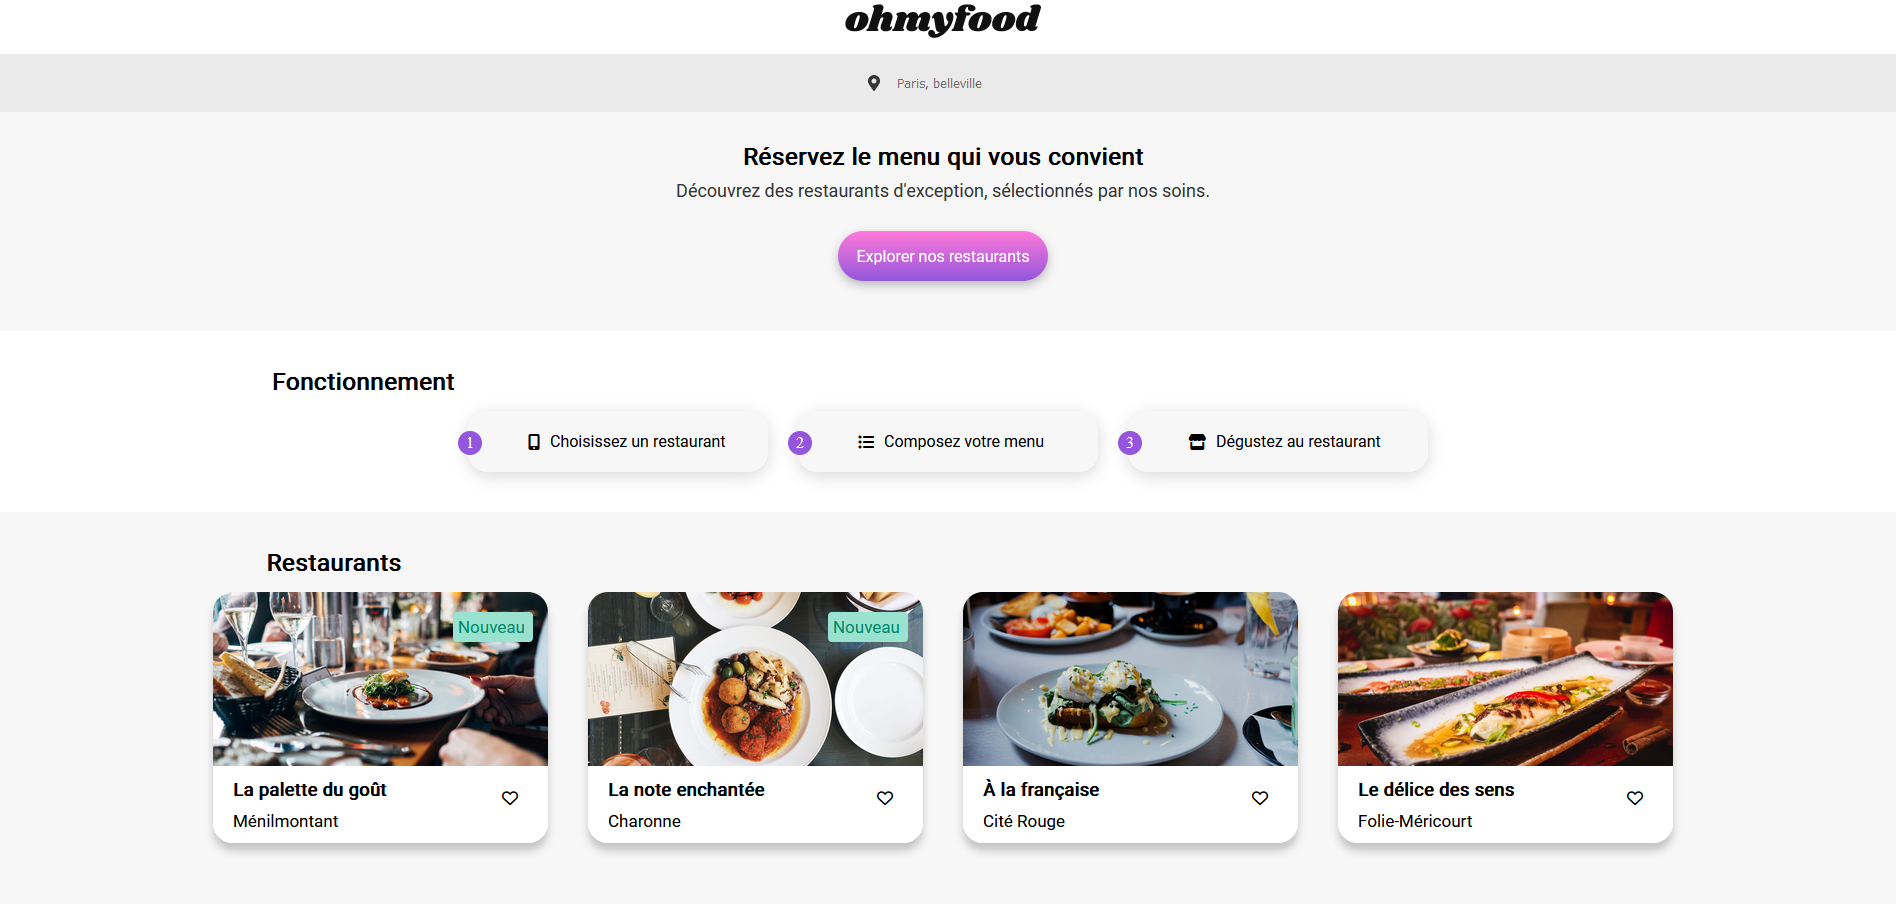 ohmyfood
Paris, belleville
Réservez le menu qui vous convient
Découvrez des restaurants d'exception, sélectionnés par nos soins.
Explorer nos restaurants
Fonctionnement
1 Choisissez un restaurant
2 Composez votre menu
3 Dégustez au restaurant
Restaurants
Nouveau
La palette du goût
Ménilmontant
Nouveau
La note enchantée
Charonne
À la française
Cité Rouge
Le délice des sens
Folie-Méricourt